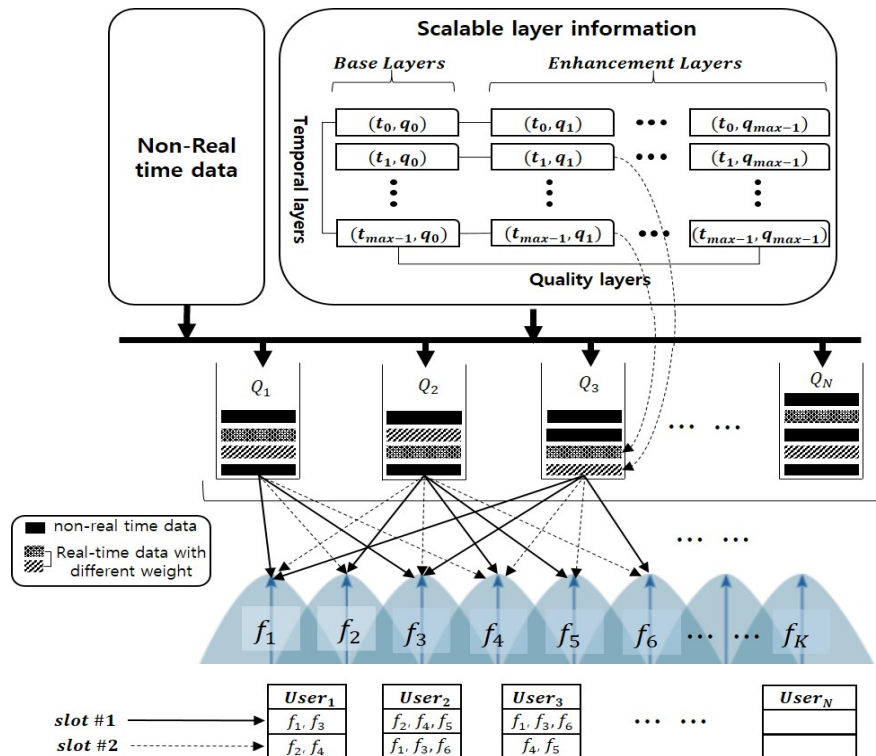 Scalable layer information
Non-Real
time data
Base Layers
Enhancement Layers
Temporal layers
(t₀, q₀)
(t₀, q₁)
•••
(t₀, qₘₐₓ₋₁)
(t₁, q₀)
(t₁, q₁)
•••
(t₁, qₘₐₓ₋₁)
(tₘₐₓ₋₁, q₀)
(tₘₐₓ₋₁, q₁)
•••
(tₘₐₓ₋₁, qₘₐₓ₋₁)
Quality layers
Q₁
Q₂
Q₃
Q_N
... ...
non-real time data
Real-time data with
different weight
... ...
f₁
f₂
f₃
f₄
f₅
f₆
... ...
f_K
User₁
User₂
User₃
User_N
slot #1
f₁, f₃
f₂, f₄, f₅
f₁, f₃, f₆
... ...
slot #2
f₂, f₄
f₁, f₃, f₆
f₄, f₅